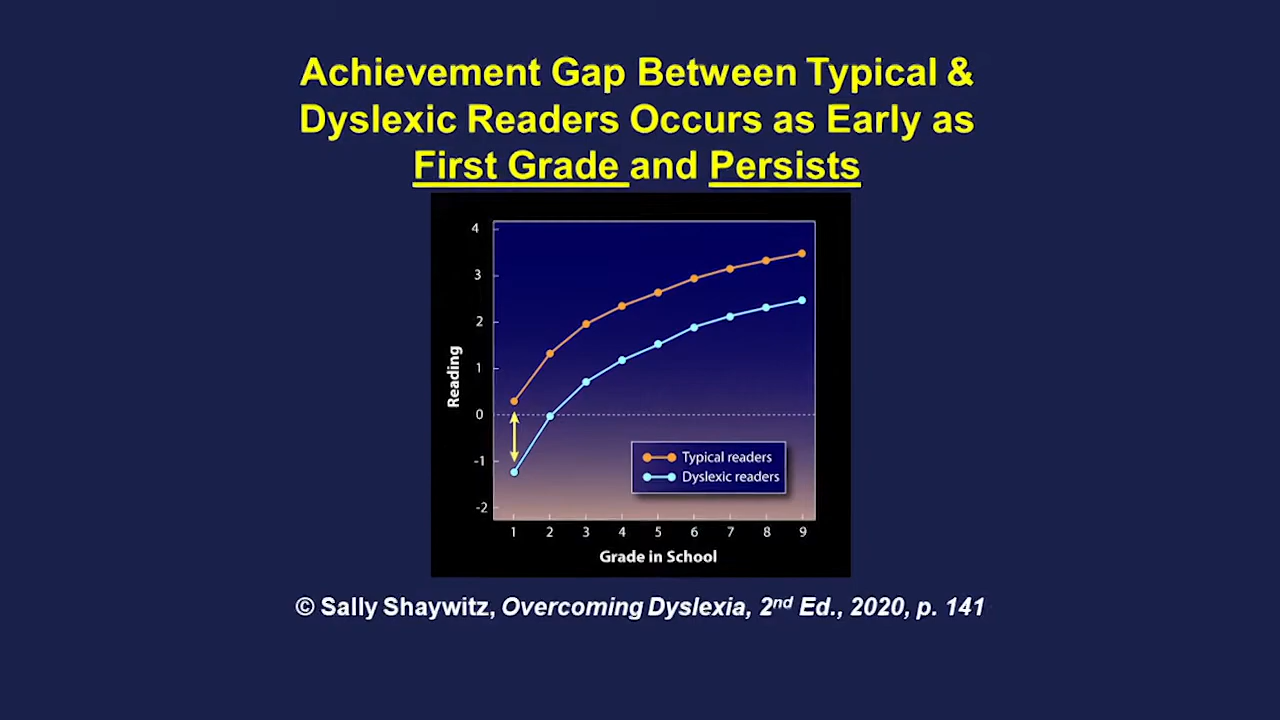 Achievement Gap Between Typical &
Dyslexic Readers Occurs as Early as
First Grade and Persists
4
3
2
1
0
-1
-2
Reading
Typical readers
Dyslexic readers
1 2 3 4 5 6 7 8 9
Grade in School
© Sally Shaywitz, Overcoming Dyslexia, 2nd Ed., 2020, p. 141